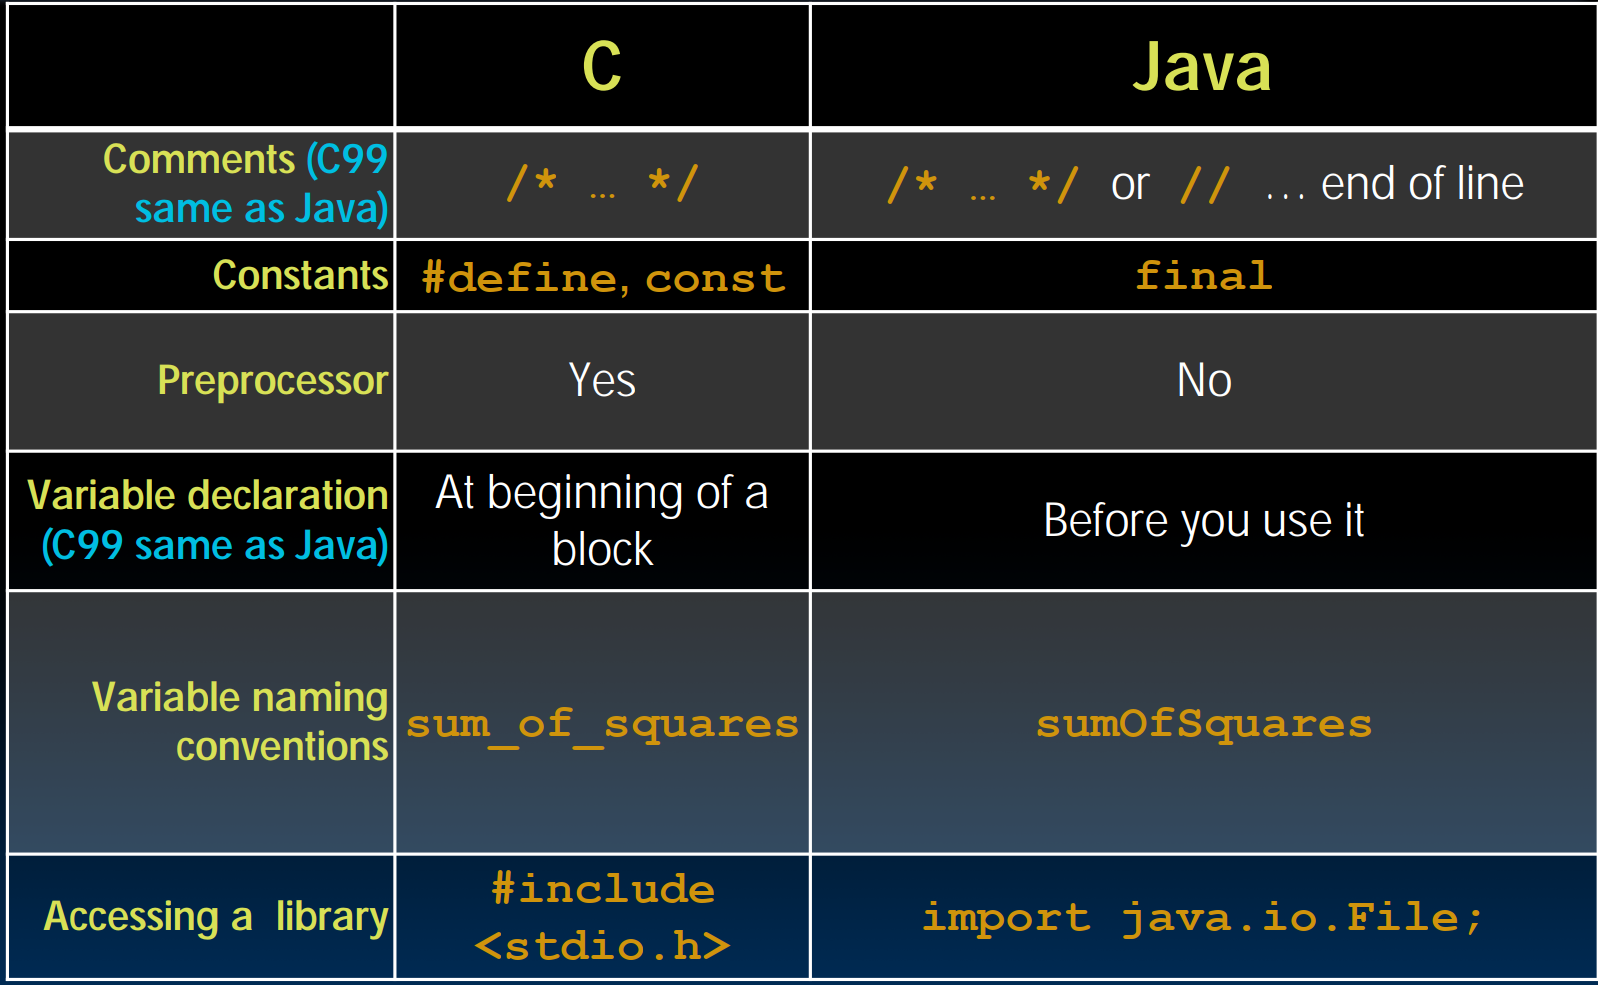 C Java
Comments (C99
same as Java)
/* … */
/* … */ or // … end of line
Constants
#define, const
final
Preprocessor
Yes
No
Variable declaration
(C99 same as Java)
At beginning of a
block
Before you use it
Variable naming
conventions
sum_of_squares
sumOfSquares
Accessing a library
#include
<stdio.h>
import java.io.File;